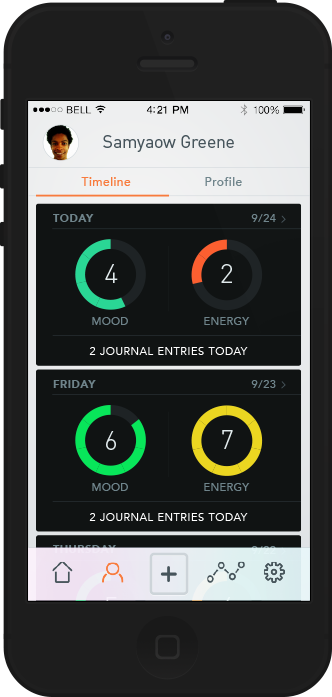 BELL 4:21 PM 100%
Samyaow Greene
Timeline Profile
TODAY 9/24 >
4 2
MOOD ENERGY
2 JOURNAL ENTRIES TODAY
FRIDAY 9/23 >
6 7
MOOD ENERGY
2 JOURNAL ENTRIES TODAY
THURSDAY
+